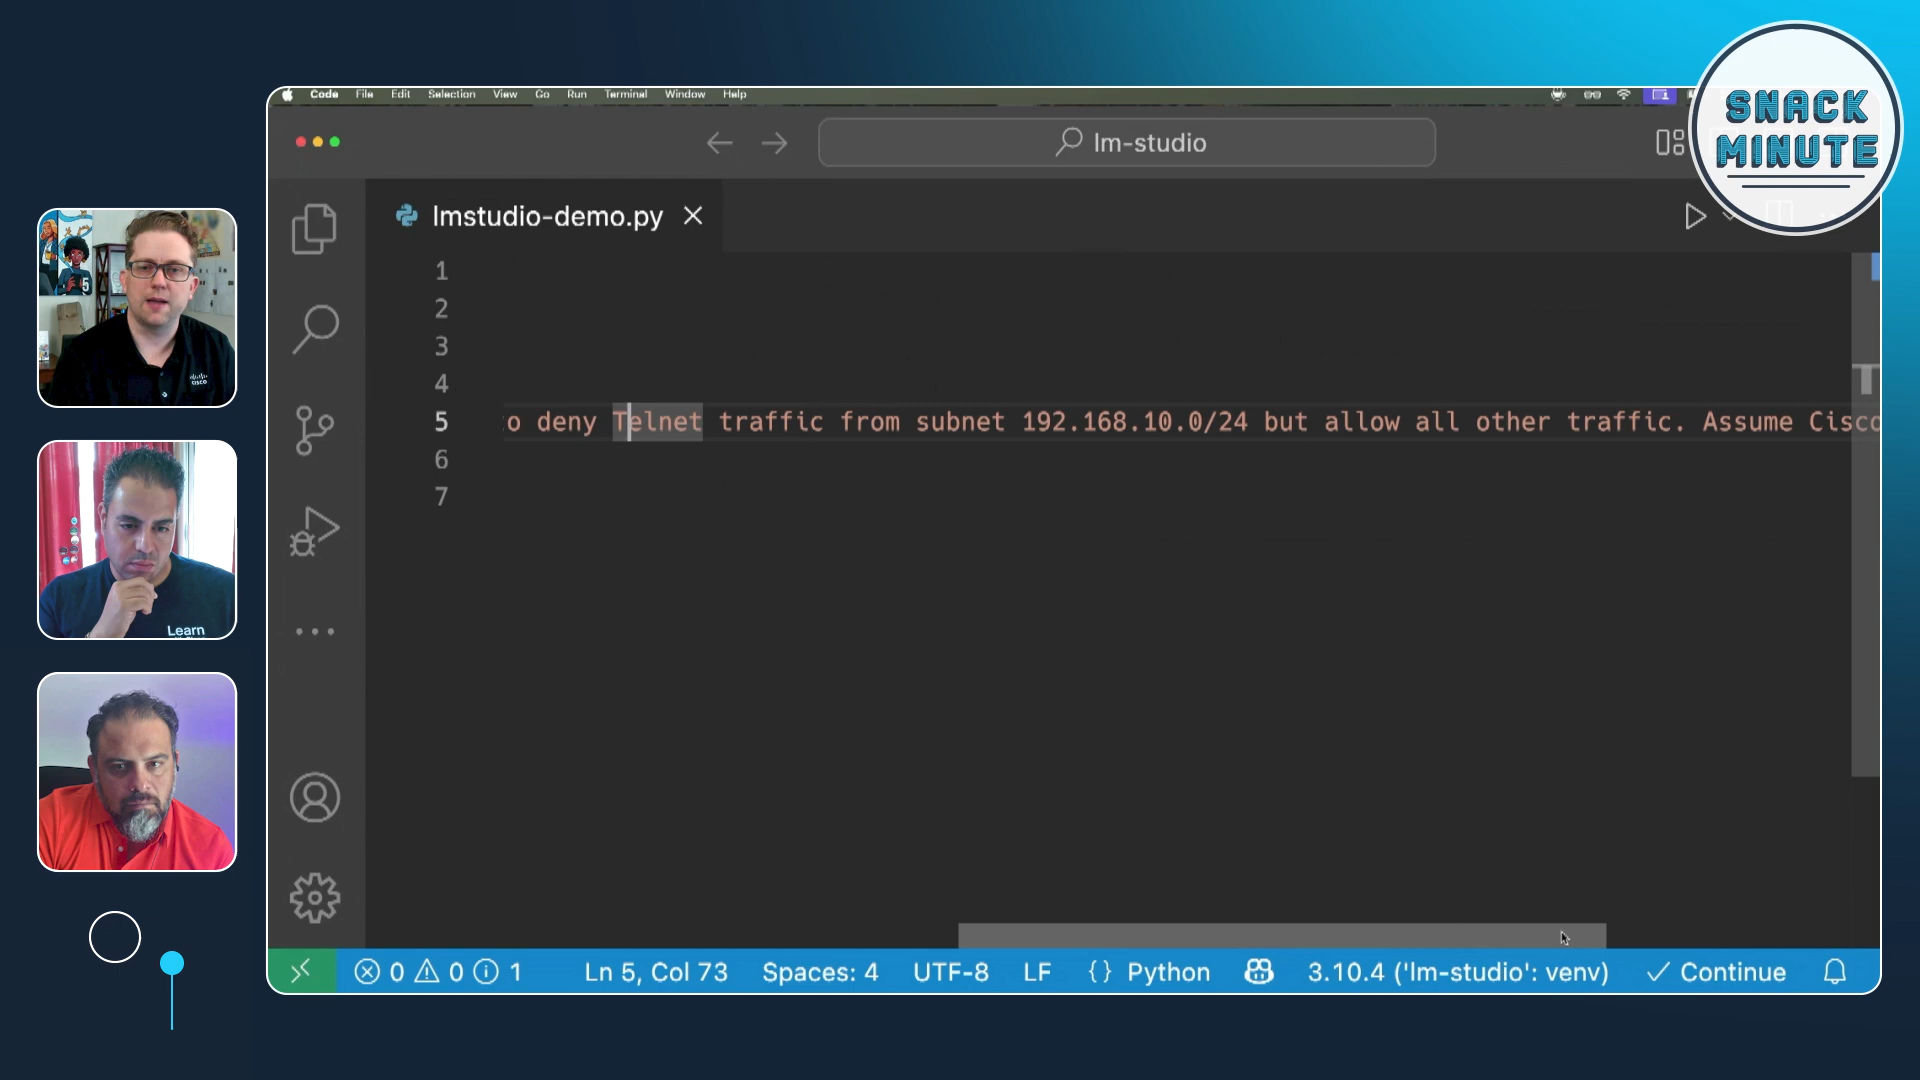 Code File Edit Selection View Go Run Terminal Window Help
SNACK
MINUTE
lm-studio
lmstudio-demo.py
1
2
3
4
5 o deny Telnet traffic from subnet 192.168.10.0/24 but allow all other traffic. Assume Cisco
6
7
cisco
Learn
0 0 1 Ln 5, Col 73 Spaces: 4 UTF-8 LF {} Python 3.10.4 ('lm-studio': venv) Continue